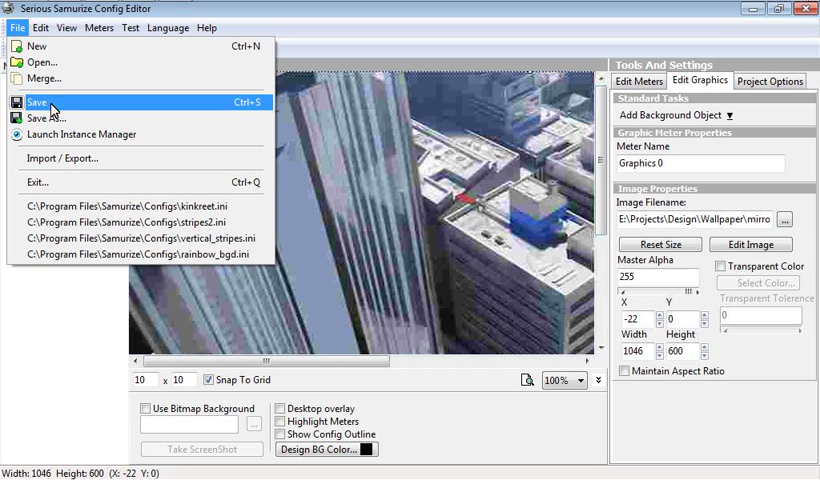 Serious Samurize Config Editor
File Edit View Meters Test Language Help
New Ctrl+N
Open...
Merge...
Save Ctrl+S
Save As...
Launch Instance Manager
Import / Export...
Exit... Ctrl+Q
C:\Program Files\Samurize\Configs\kinkreet.ini
C:\Program Files\Samurize\Configs\stripes2.ini
C:\Program Files\Samurize\Configs\vertical_stripes.ini
C:\Program Files\Samurize\Configs\rainbow_bgd.ini
Tools And Settings
Edit Meters Edit Graphics Project Options
Standard Tasks
Add Background Object
Graphic Meter Properties
Meter Name
Graphics 0
Image Properties
Image Filename:
E:\Projects\Design\Wallpaper\mirro ...
Reset Size Edit Image
Master Alpha
255
Transparent Color
Select Color...
Transparent Tolerence
0
X Y
-22 0
Width Height
1046 600
Maintain Aspect Ratio
10 x 10 Snap To Grid 100%
Use Bitmap Background
...
Take ScreenShot
Desktop overlay
Highlight Meters
Show Config Outline
Design BG Color...
Width: 1046 Height: 600 (X: -22 Y: 0)